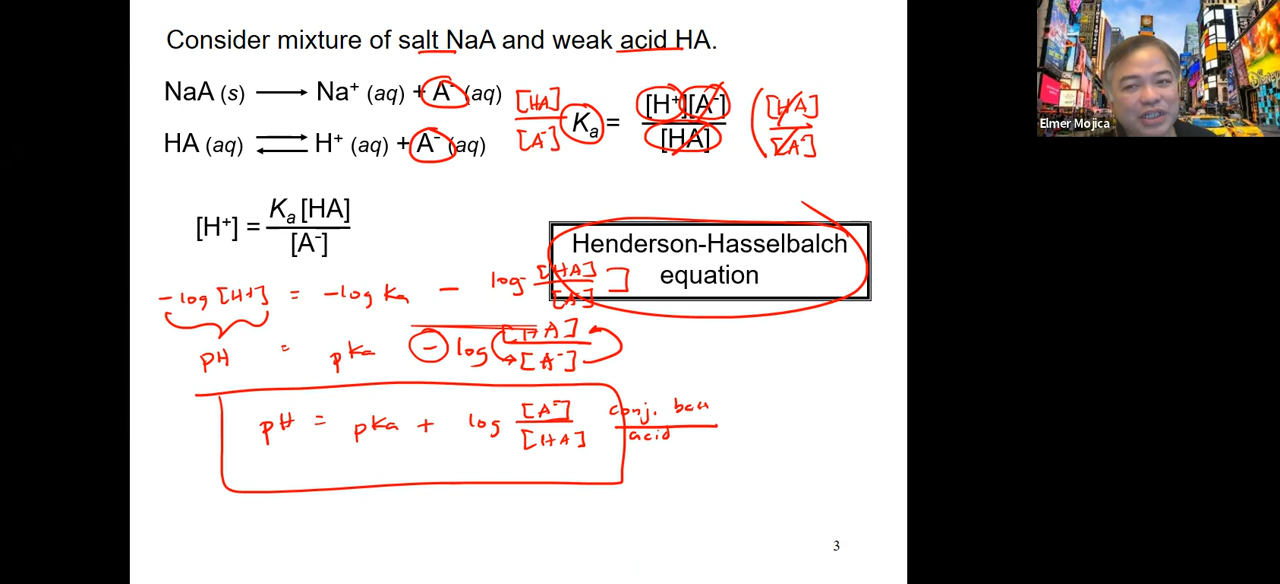 Consider mixture of salt NaA and weak acid HA.
NaA (s) ⟶ Na⁺ (aq) + A⁻ (aq)
HA (aq) ⇌ H⁺ (aq) + A⁻ (aq)
[HA]/[A⁻] Kₐ = [H⁺][A⁻]/[HA] ([HA]/[A⁻]
Elmer Mojica
[H⁺] = Kₐ [HA]/[A⁻]
Henderson-Hasselbalch
equation
-log [H+] = -log Ka - log [HA]/[A⁻] ]
pH = pKa - log [HA]/[A⁻]
pH = pKa + log [A⁻]/[HA] conj. / acid
3